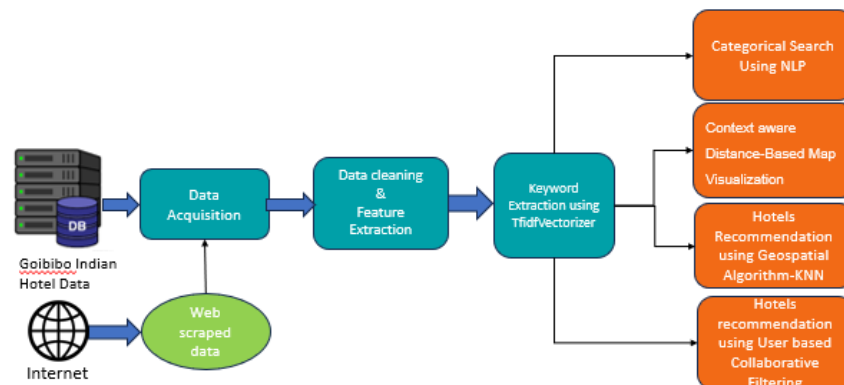 Categorical Search
Using NLP
Context aware
Distance-Based Map
Visualization
Data
Acquisition
Data cleaning
&
Feature
Extraction
Keyword
Extraction using
TfidfVectorizer
DB
Goibibo Indian
Hotel Data
Hotels
Recommendation
using Geospatial
Algorithm-KNN
Web
scraped
data
Internet
Hotels
recommendation
using User based
Collaborative
Filtering